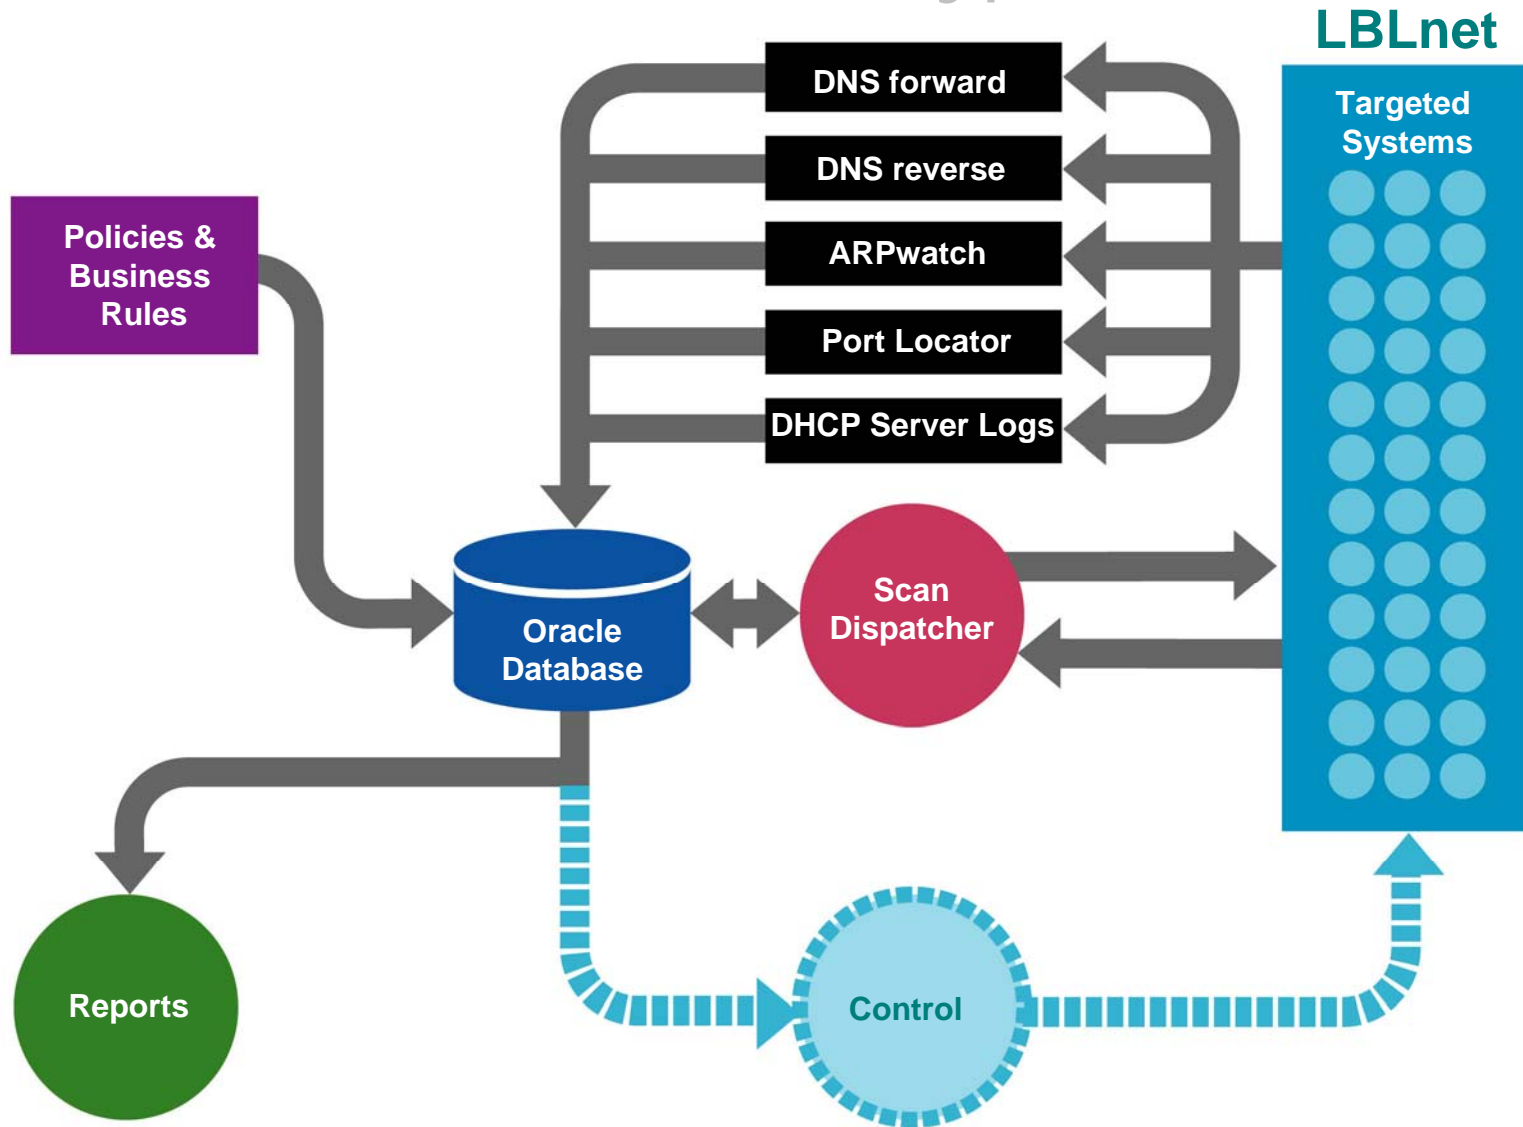 LBLnet
DNS forward
Targeted
Systems
DNS reverse
Policies &
Business
Rules
ARPwatch
Port Locator
DHCP Server Logs
Scan
Dispatcher
Oracle
Database
Reports
Control